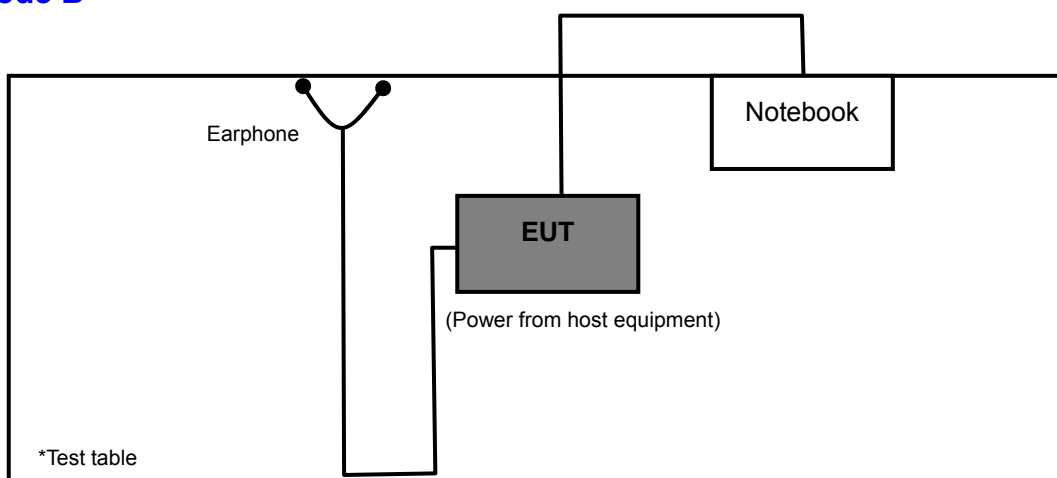 B
Notebook
Earphone
EUT
(Power from host equipment)
*Test table